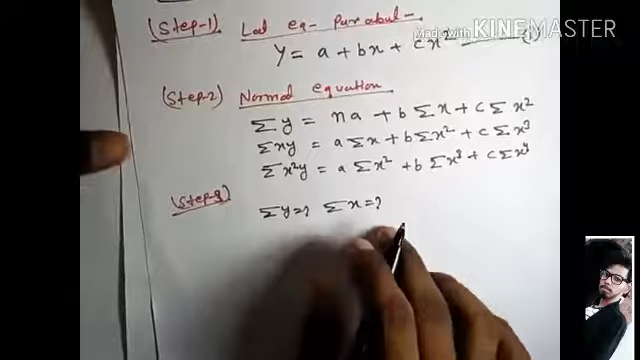 Made with KINEMASTER
(Step-1) Let eq- Parabul-
y = a + bx + cx² (i)
(Step-2) Normal equation
Σy = na + bΣx + cΣx²
Σxy = aΣx + bΣx² + cΣx³
Σx²y = aΣx² + bΣx³ + cΣx⁴
(Step-3)
Σy=? Σx=?